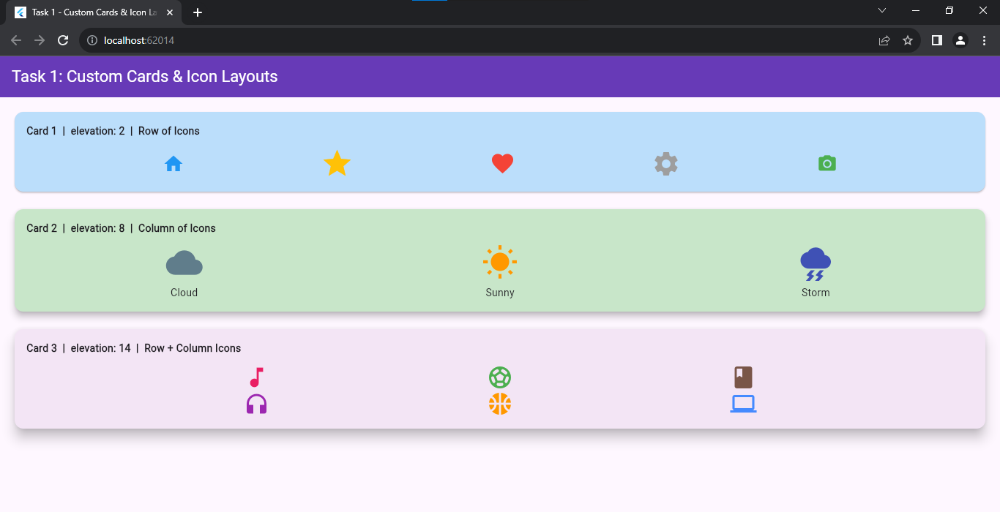 Task 1 - Custom Cards & Icon La
localhost:62014
Task 1: Custom Cards & Icon Layouts
Card 1 | elevation: 2 | Row of Icons
Card 2 | elevation: 8 | Column of Icons
Cloud Sunny Storm
Card 3 | elevation: 14 | Row + Column Icons